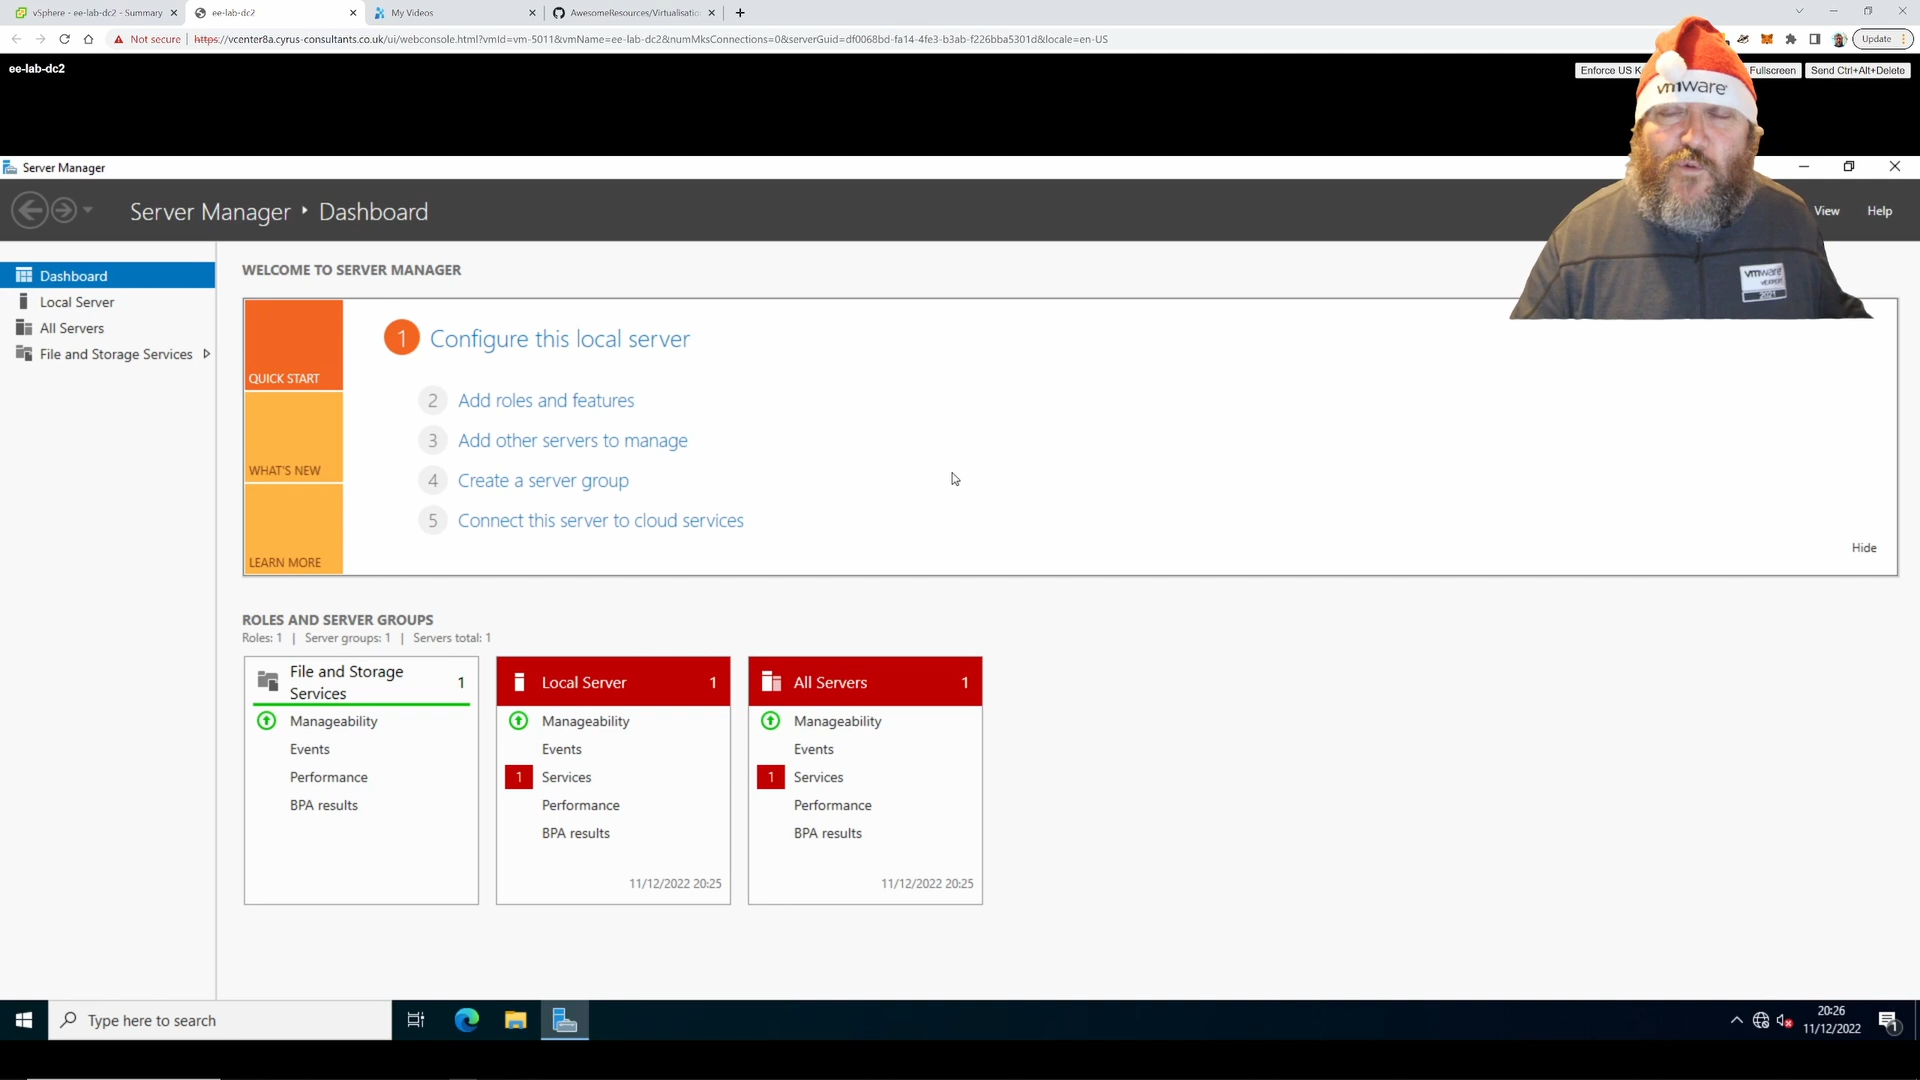 vSphere - ee-lab-dc2 - Summary
ee-lab-dc2
My Videos
AwesomeResources/Virtualisatio
Not secure
https://vcenter8a.cyrus-consultants.co.uk/ui/webconsole.html?vmId=vm-5011&vmName=ee-lab-dc2&numMksConnections=0&serverGuid=df0068bd-fa14-4fe3-b3ab-f226bba5301d&locale=en-US
Update
ee-lab-dc2
Enforce US K
Fullscreen
Send Ctrl+Alt+Delete
vmware
Server Manager
Server Manager ‣ Dashboard
View
Help
vmware
2021
Dashboard
Local Server
All Servers
File and Storage Services
WELCOME TO SERVER MANAGER
QUICK START
WHAT'S NEW
LEARN MORE
1 Configure this local server
2 Add roles and features
3 Add other servers to manage
4 Create a server group
5 Connect this server to cloud services
Hide
ROLES AND SERVER GROUPS
Roles: 1 | Server groups: 1 | Servers total: 1
File and Storage
Services
1
Manageability
Events
Performance
BPA results
Local Server 1
Manageability
Events
1 Services
Performance
BPA results
11/12/2022 20:25
All Servers 1
Manageability
Events
1 Services
Performance
BPA results
11/12/2022 20:25
Type here to search
20:26
11/12/2022
1